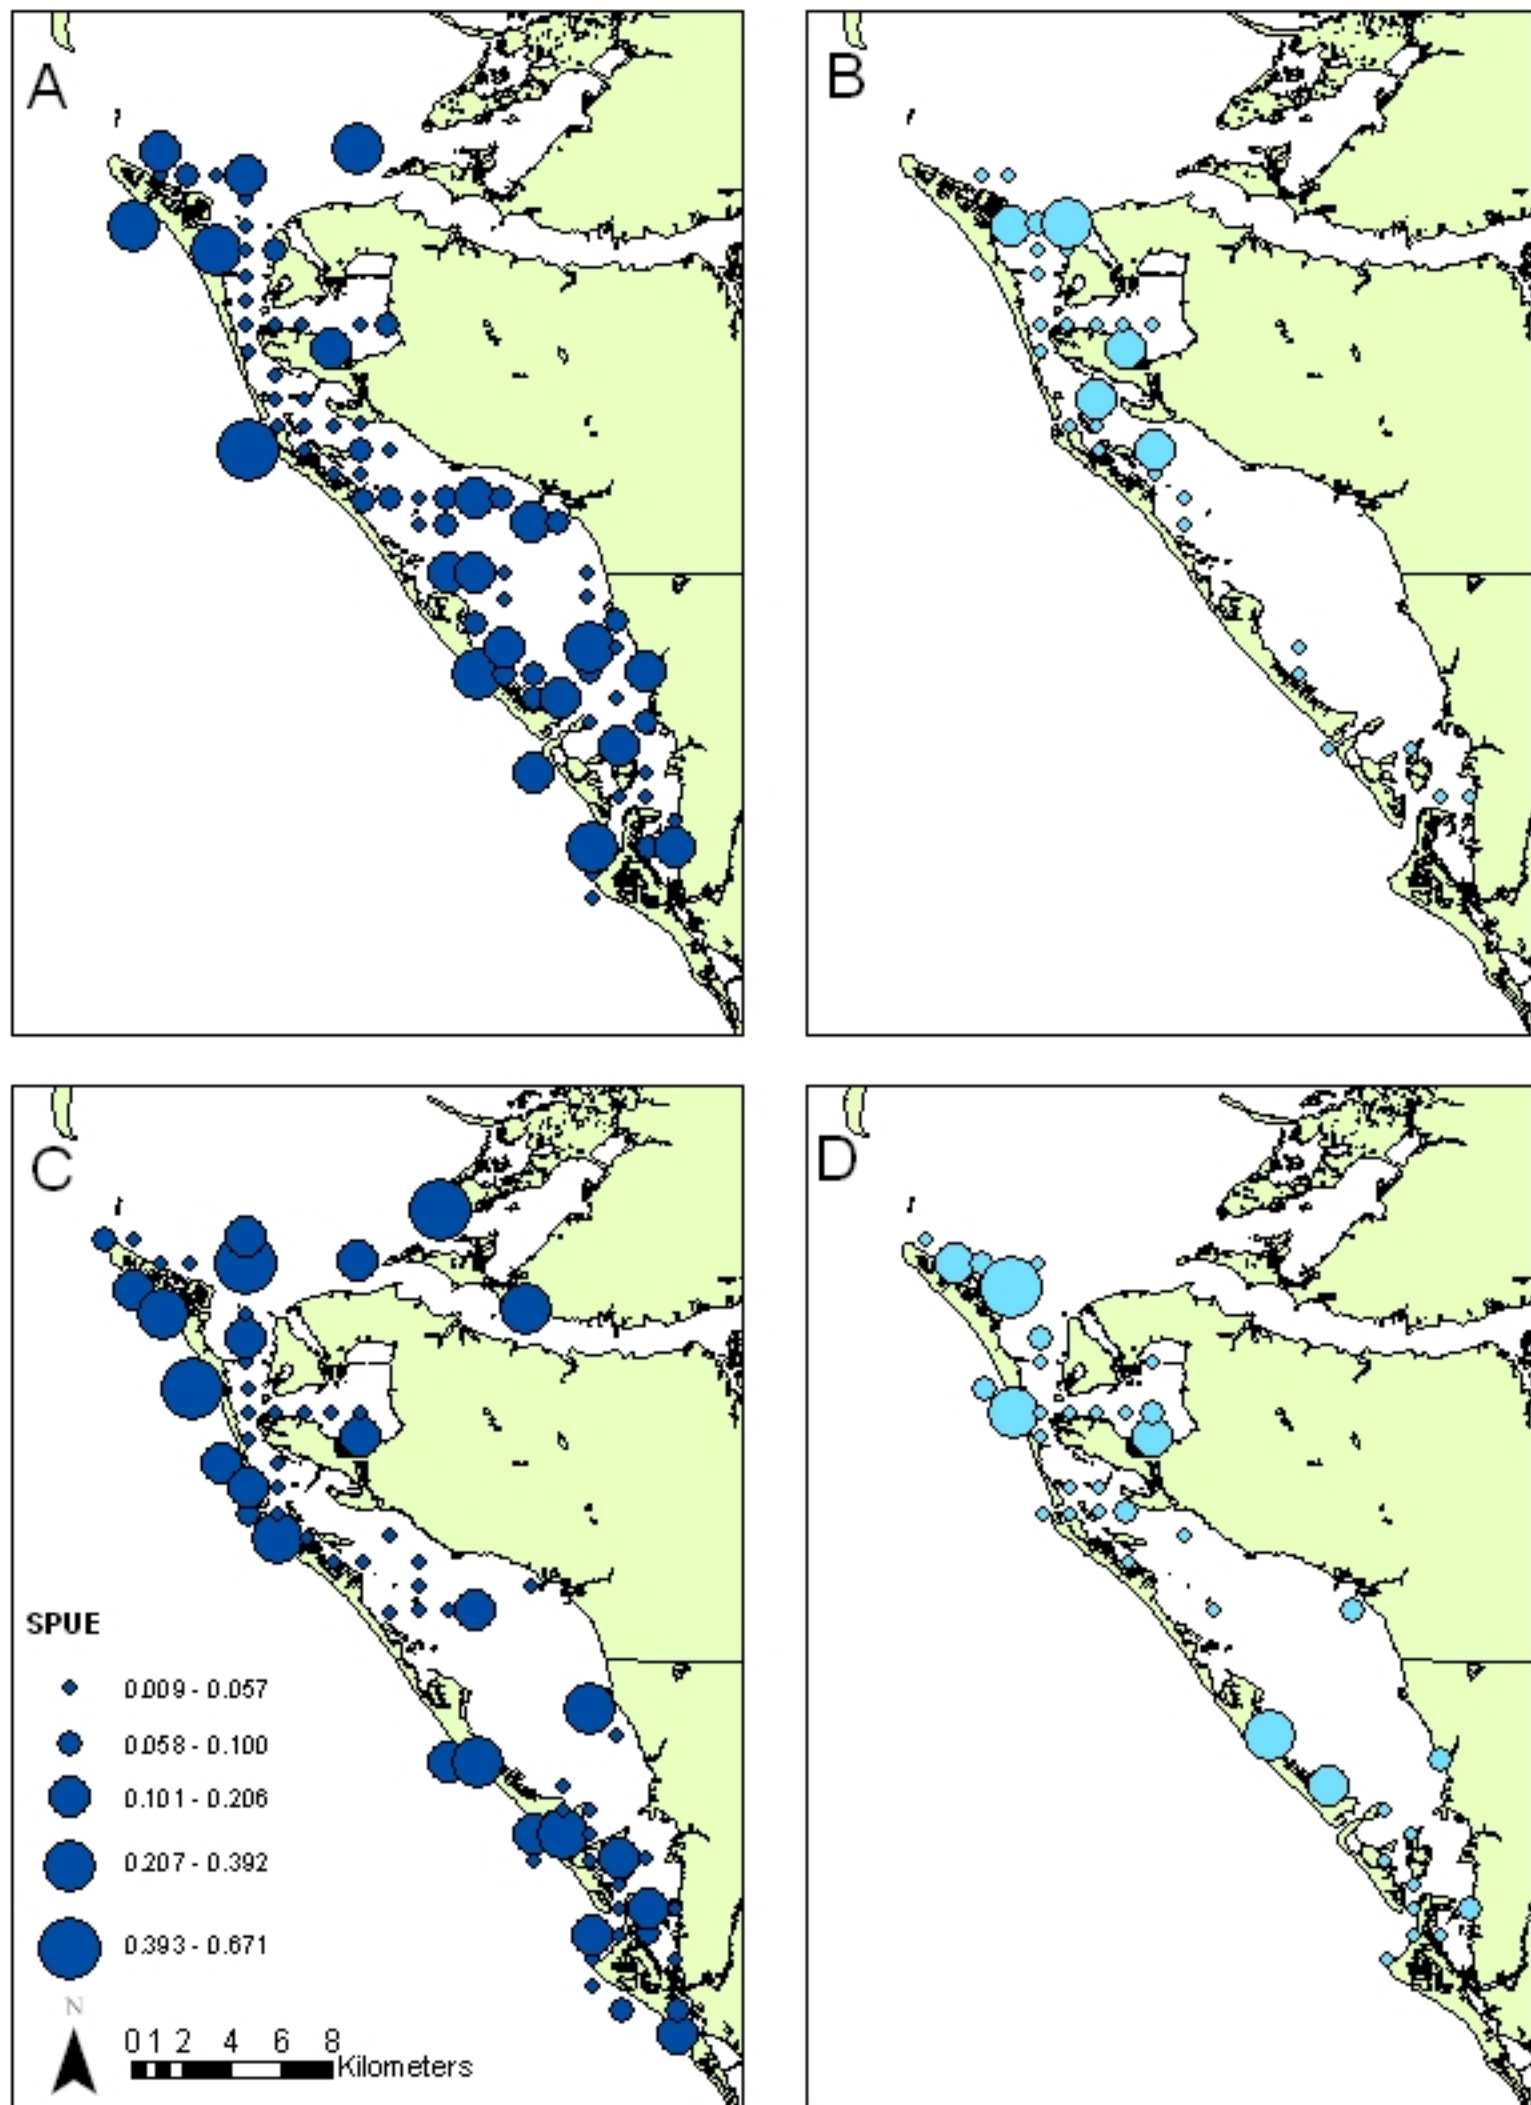 A
B
C
D
SPUE
0.009 - 0.057
0.058 - 0.100
0.101 - 0.206
0.207 - 0.392
0.393 - 0.671
N
0 1 2 4 6 8
Kilometers